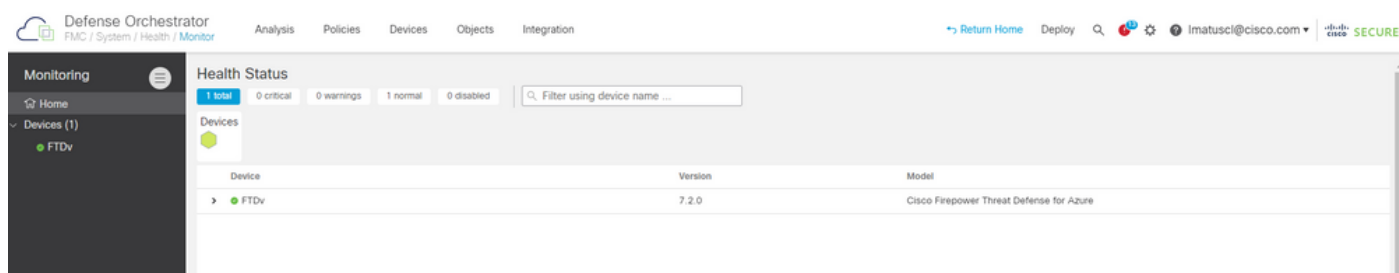 Defense Orchestrator
FMC / System / Health / Monitor
Analysis Policies Devices Objects Integration
Return Home Deploy 13 lmatuscl@cisco.com
cisco SECURE
Monitoring
Home
Devices (1)
FTDv
Health Status
1 total 0 critical 0 warnings 1 normal 0 disabled Filter using device name ...
Devices
Device Version Model
FTDv 7.2.0 Cisco Firepower Threat Defense for Azure